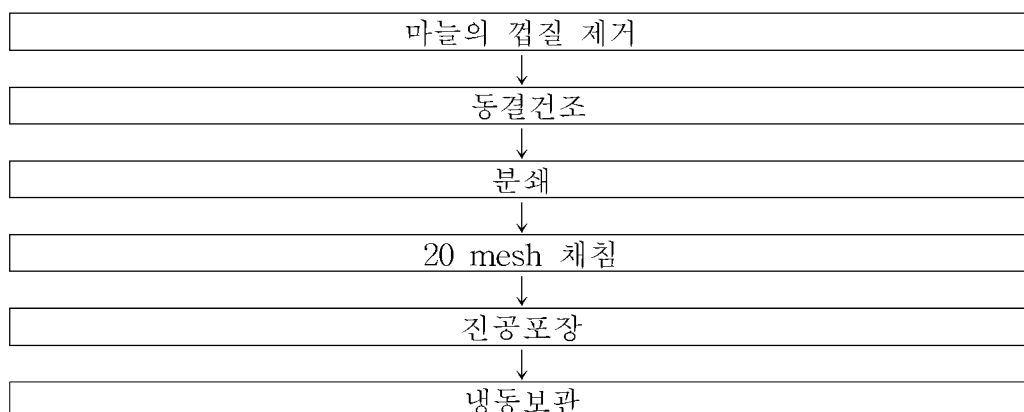 마늘의 껍질 제거
동결건조
분쇄
20 mesh 채침
진공포장
냉동보관